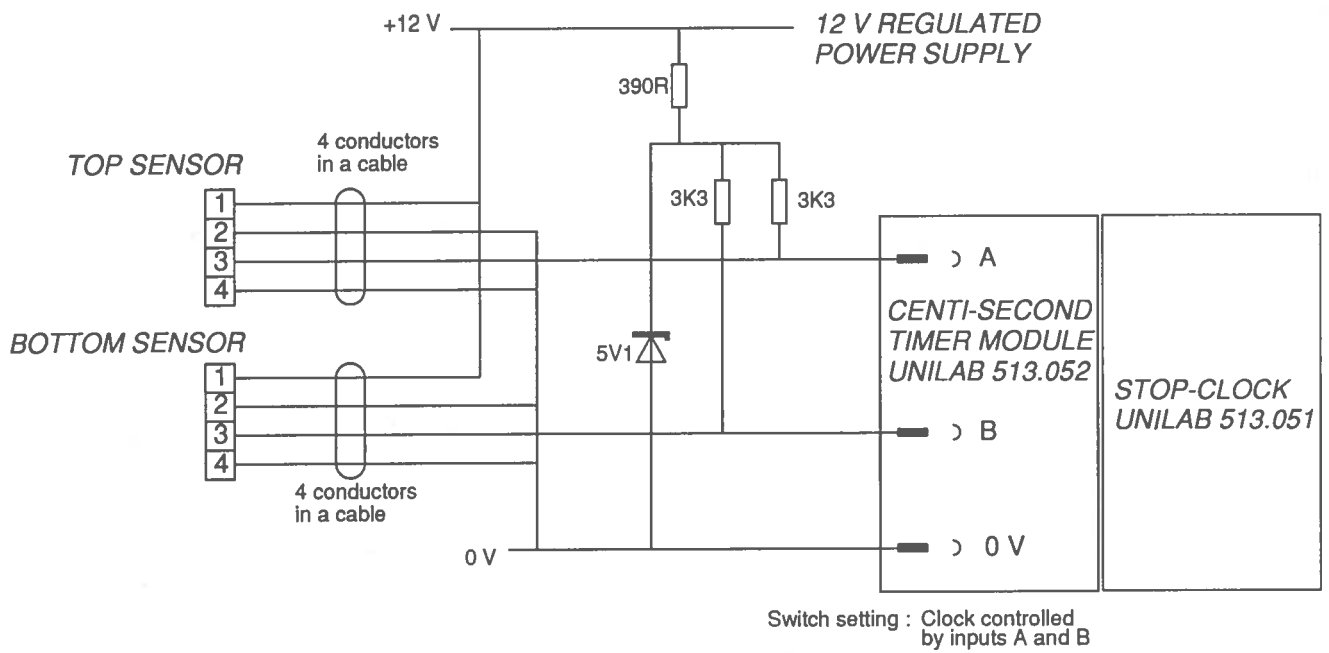 +12 V
12 V REGULATED
POWER SUPPLY
390R
4 conductors
in a cable
TOP SENSOR
1
2
3
4
3K3
3K3
A
CENTI-SECOND
TIMER MODULE
UNILAB 513.052
BOTTOM SENSOR
1
2
3
4
5V1
STOP-CLOCK
UNILAB 513.051
B
4 conductors
in a cable
0 V
0 V
Switch setting : Clock controlled
by inputs A and B